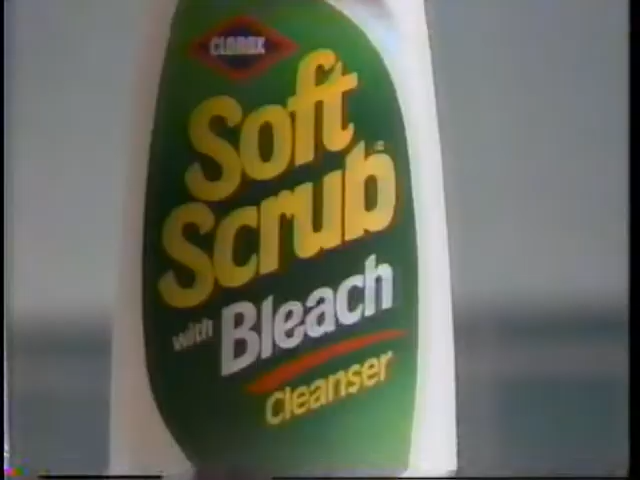 CLOROX
Soft
Scrub
with Bleach
Cleanser